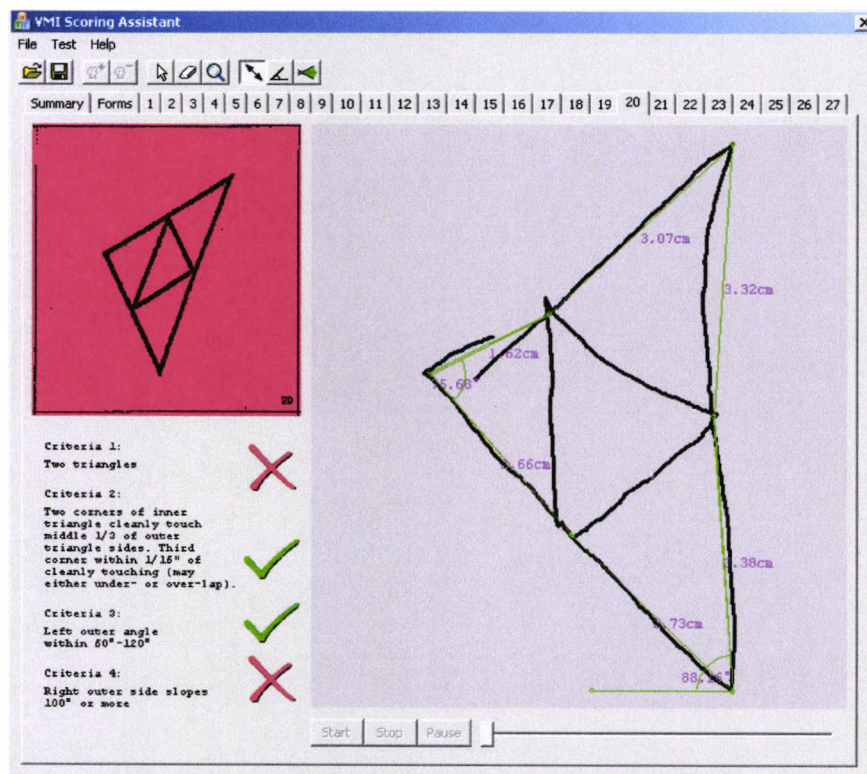 VMI Scoring Assistant
File Test Help
Summary Forms 1 2 3 4 5 6 7 8 9 10 11 12 13 14 15 16 17 18 19 20 21 22 23 24 25 26 27
20
3.07cm
3.32cm
1.62cm
5.68°
.66cm
.38cm
.73cm
88. 6°
Criteria 1:
Two triangles
Criteria 2:
Two corners of inner
triangle cleanly touch
middle 1/3 of outer
triangle sides. Third
corner within 1/16" of
cleanly touching (may
either under- or over-lap).
Criteria 3:
Left outer angle
within 60°-120°
Criteria 4:
Right outer side slopes
100° or more
Start Stop Pause